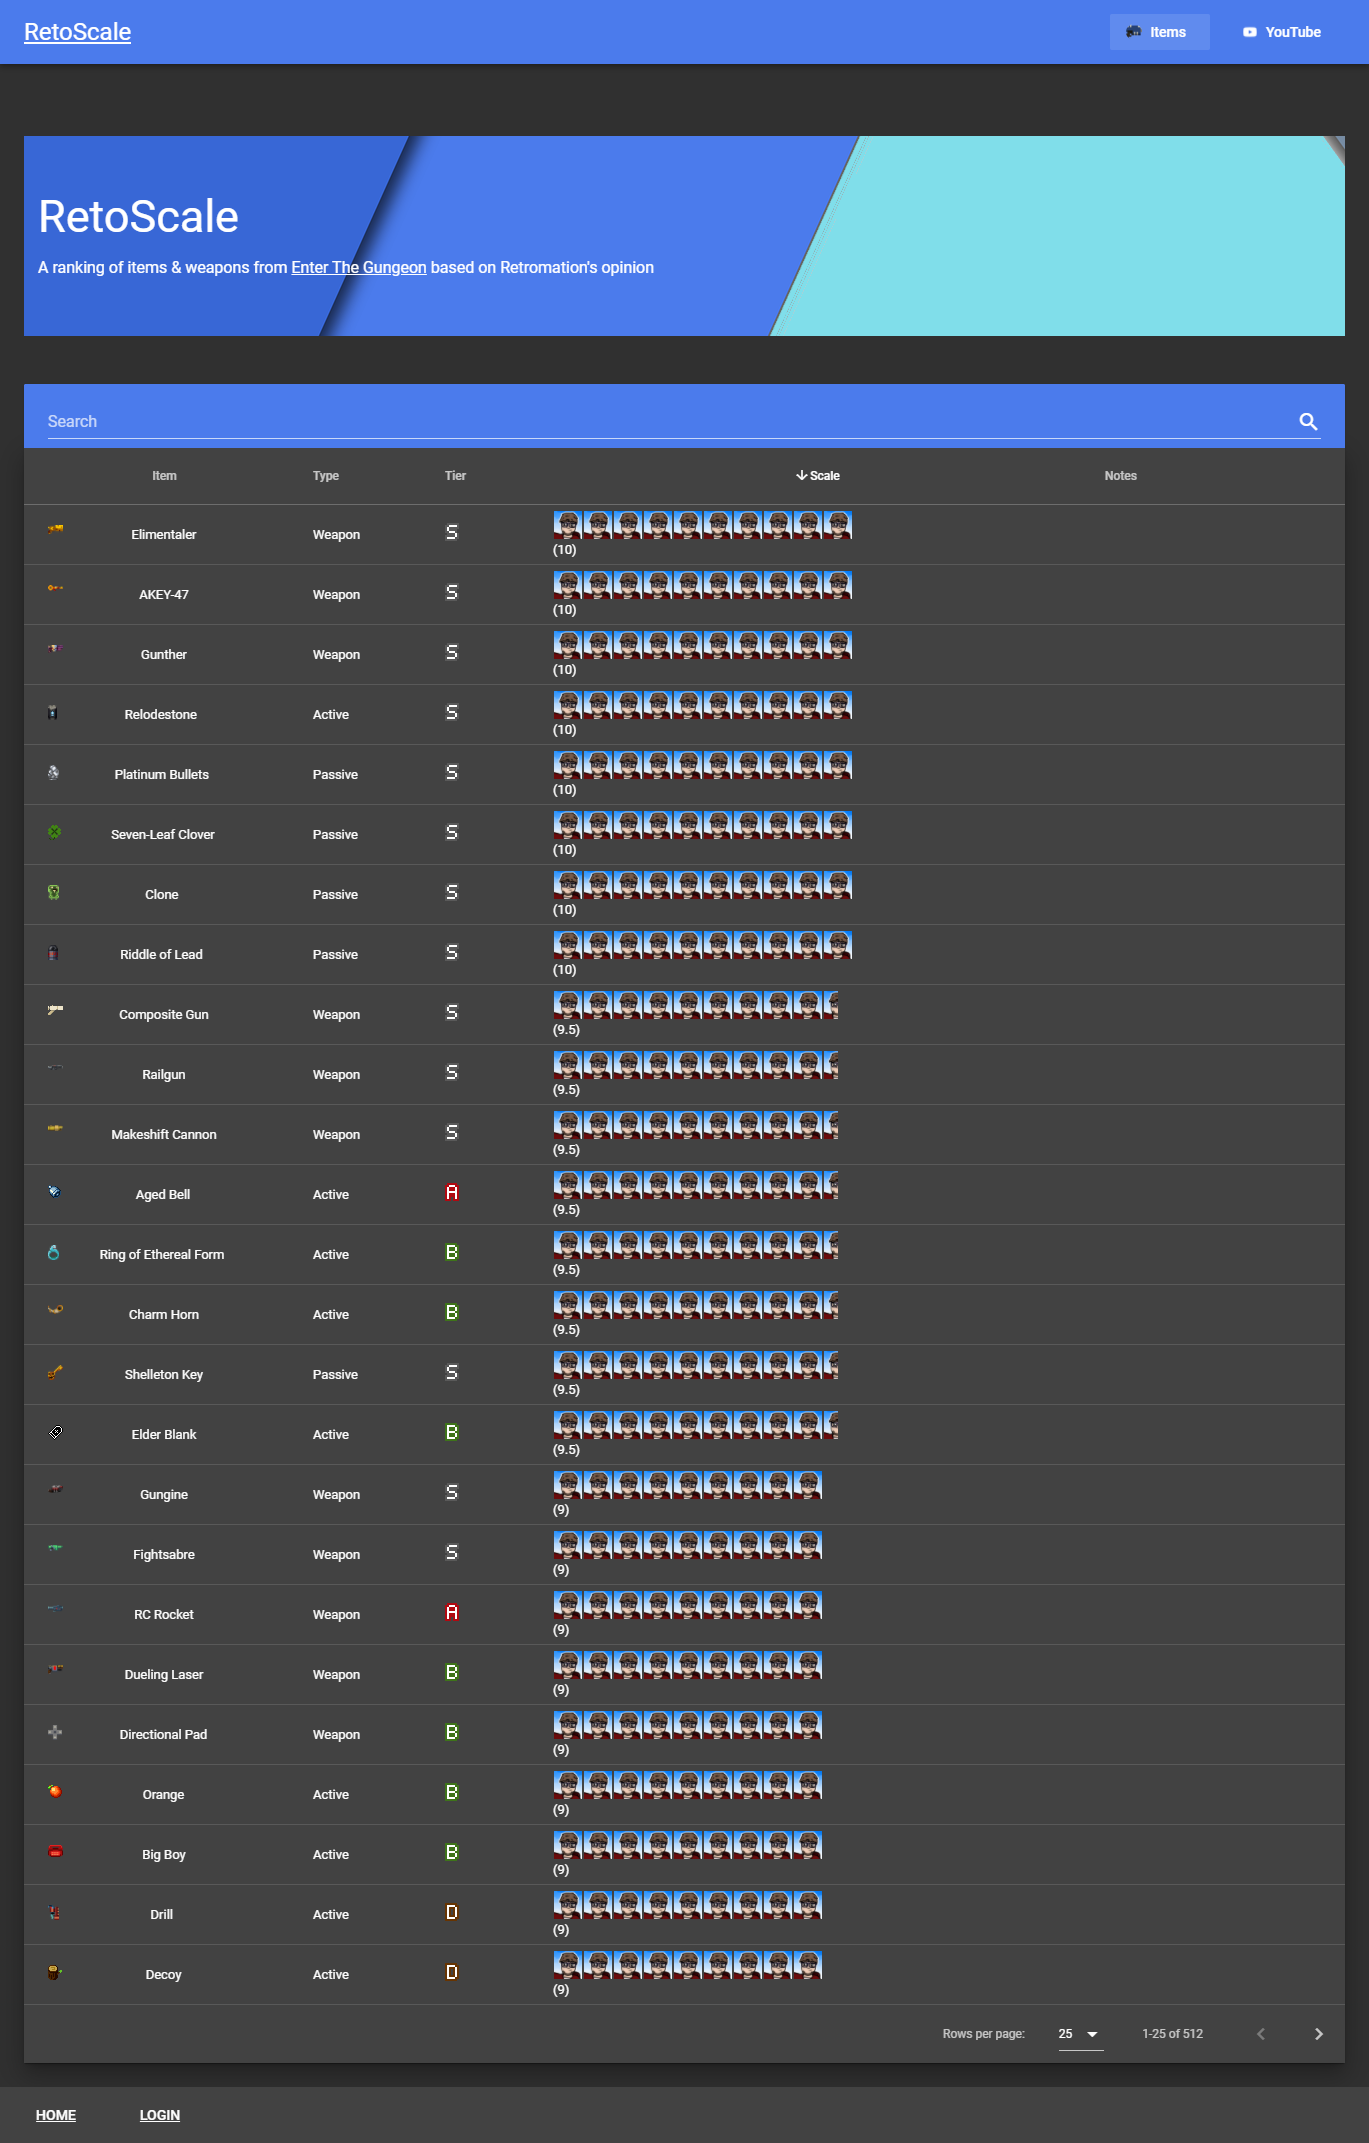 RetoScale
Items
YouTube
RetoScale
A ranking of items & weapons from Enter The Gungeon based on Retromation's opinion
Search
Item Type Tier Scale Notes
Elimentaler Weapon S
(10)
AKEY-47 Weapon S
(10)
Gunther Weapon S
(10)
Relodestone Active S
(10)
Platinum Bullets Passive S
(10)
Seven-Leaf Clover Passive S
(10)
Clone Passive S
(10)
Riddle of Lead Passive S
(10)
Composite Gun Weapon S
(9.5)
Railgun Weapon S
(9.5)
Makeshift Cannon Weapon S
(9.5)
Aged Bell Active A
(9.5)
Ring of Ethereal Form Active B
(9.5)
Charm Horn Active B
(9.5)
Shelleton Key Passive S
(9.5)
Elder Blank Active B
(9.5)
Gungine Weapon S
(9)
Fightsabre Weapon S
(9)
RC Rocket Weapon A
(9)
Dueling Laser Weapon B
(9)
Directional Pad Weapon B
(9)
Orange Active B
(9)
Big Boy Active B
(9)
Drill Active D
(9)
Decoy Active D
(9)
Rows per page: 25 1-25 of 512
HOME LOGIN